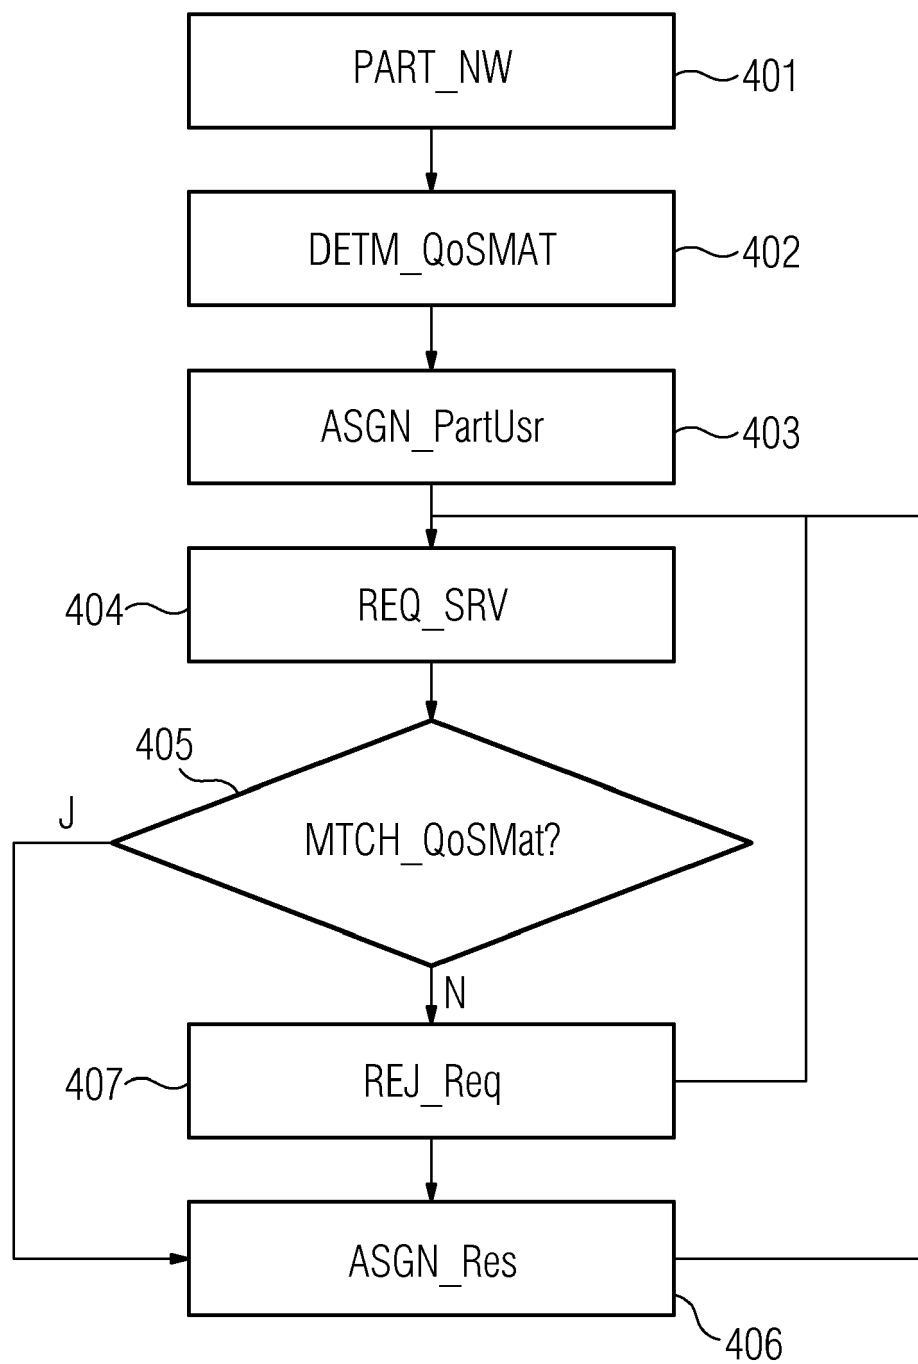 PART_NW
401
DETM_QoSMAT
402
ASGN_PartUsr
403
REQ_SRV
404
405
J
MTCH_QoSMat?
N
REJ_Req
407
ASGN_Res
406